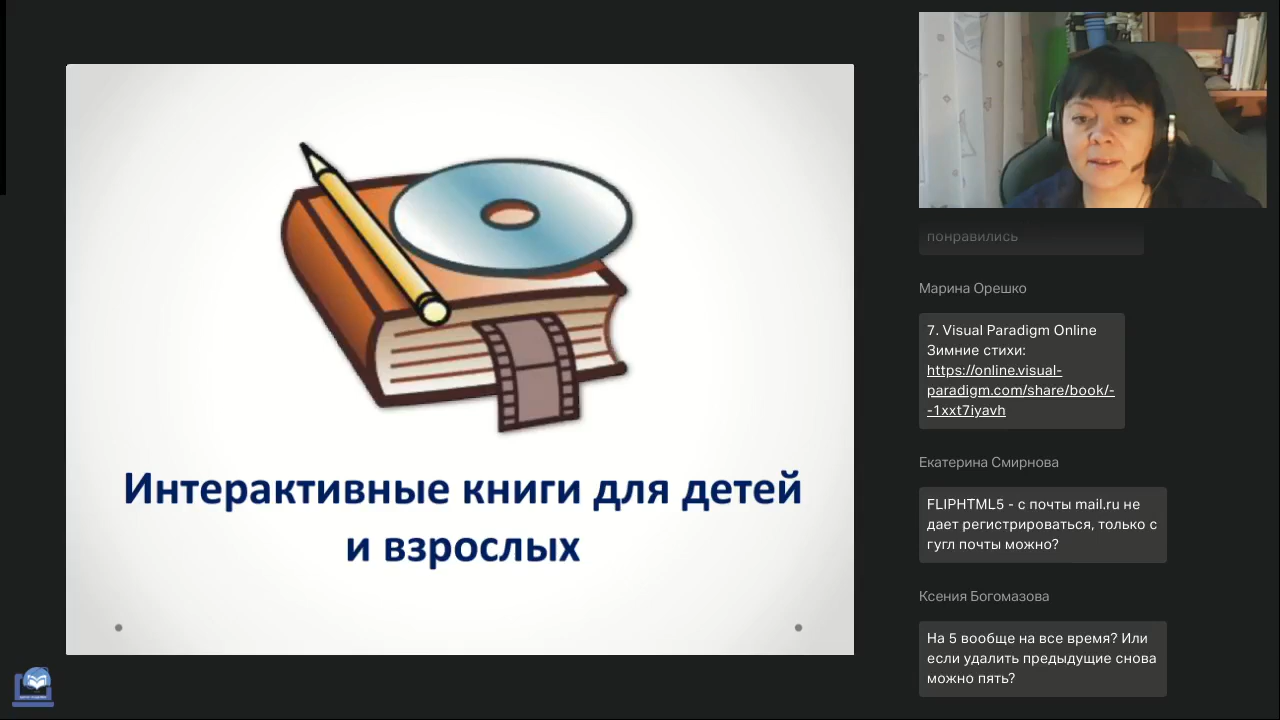 Интерактивные книги для детей
и взрослых
понравились
Марина Орешко
7. Visual Paradigm Online
Зимние стихи:
https://online.visual-
paradigm.com/share/book/-
-1xxt7iyavh
Екатерина Смирнова
FLIPHTML5 - с почты mail.ru не
дает регистрироваться, только с
гугл почты можно?
Ксения Богомазова
На 5 вообще на все время? Или
если удалить предыдущие снова
можно пять?